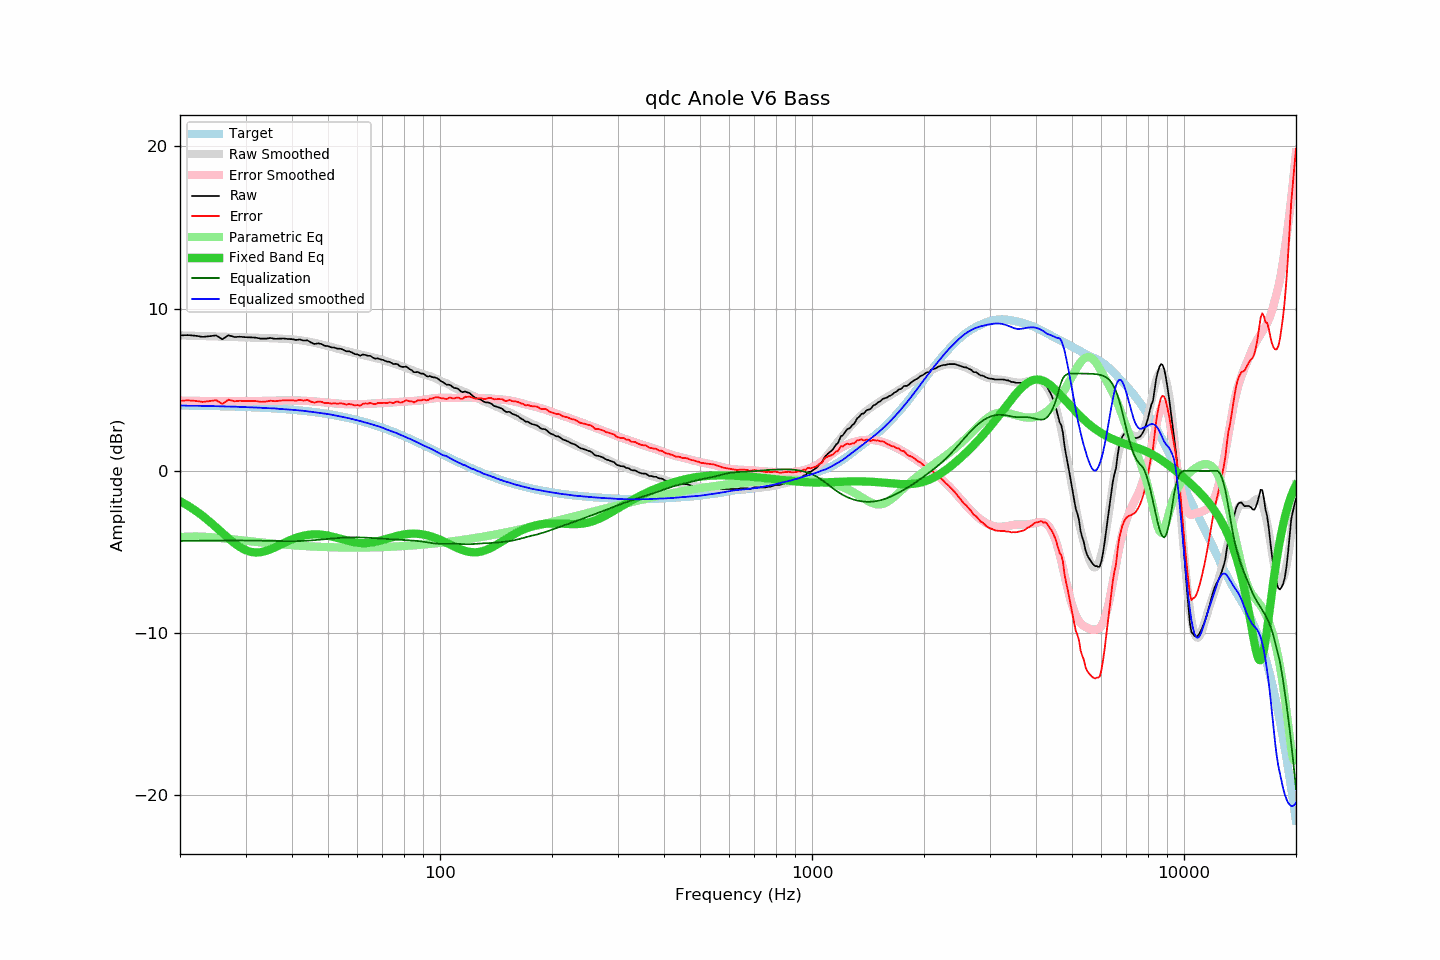 qdc Anole V6 Bass
Target
Raw Smoothed
Error Smoothed
Raw
Error
Parametric Eq
Fixed Band Eq
Equalization
Equalized smoothed
20
10
0
−10
−20
Amplitude (dBr)
100
1000
10000
Frequency (Hz)